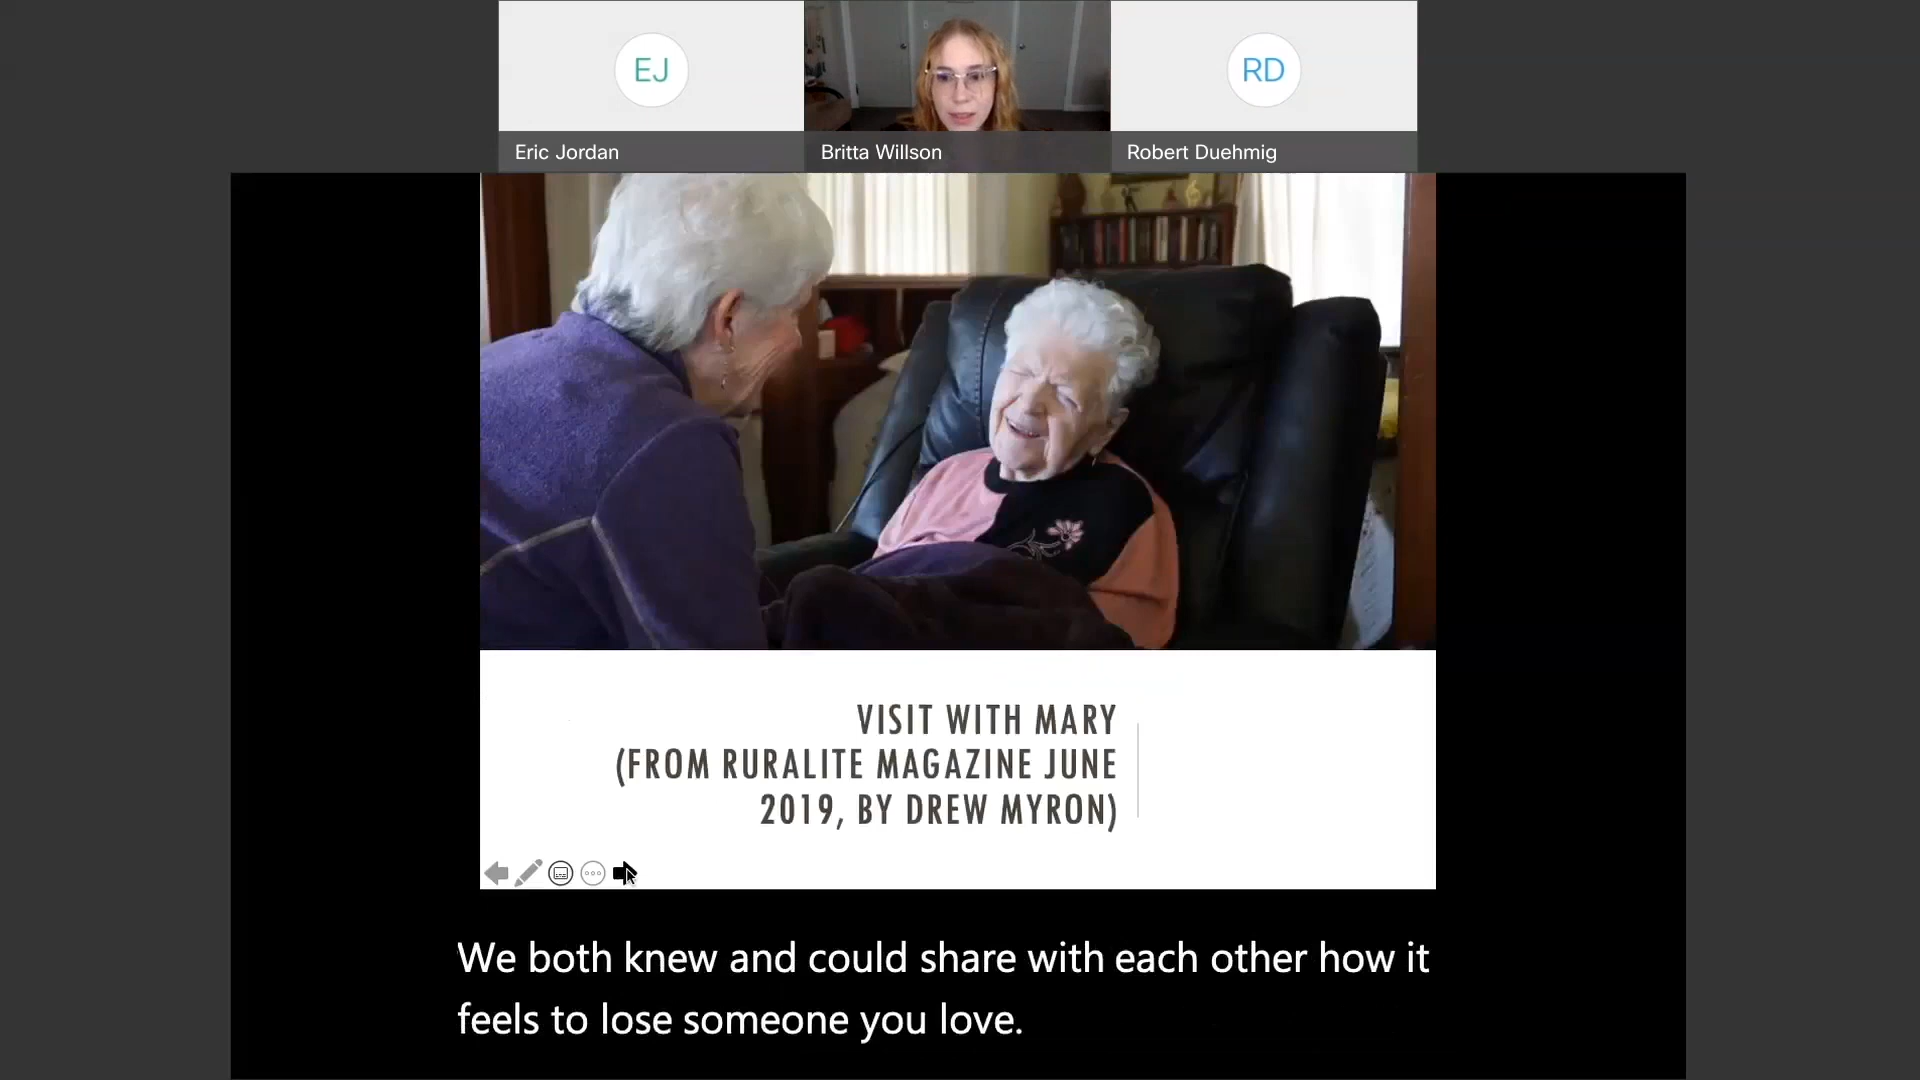 EJ
RD
Eric Jordan
Britta Willson
Robert Duehmig
VISIT WITH MARY
(FROM RURALITE MAGAZINE JUNE
2019, BY DREW MYRON)
We both knew and could share with each other how it
feels to lose someone you love.